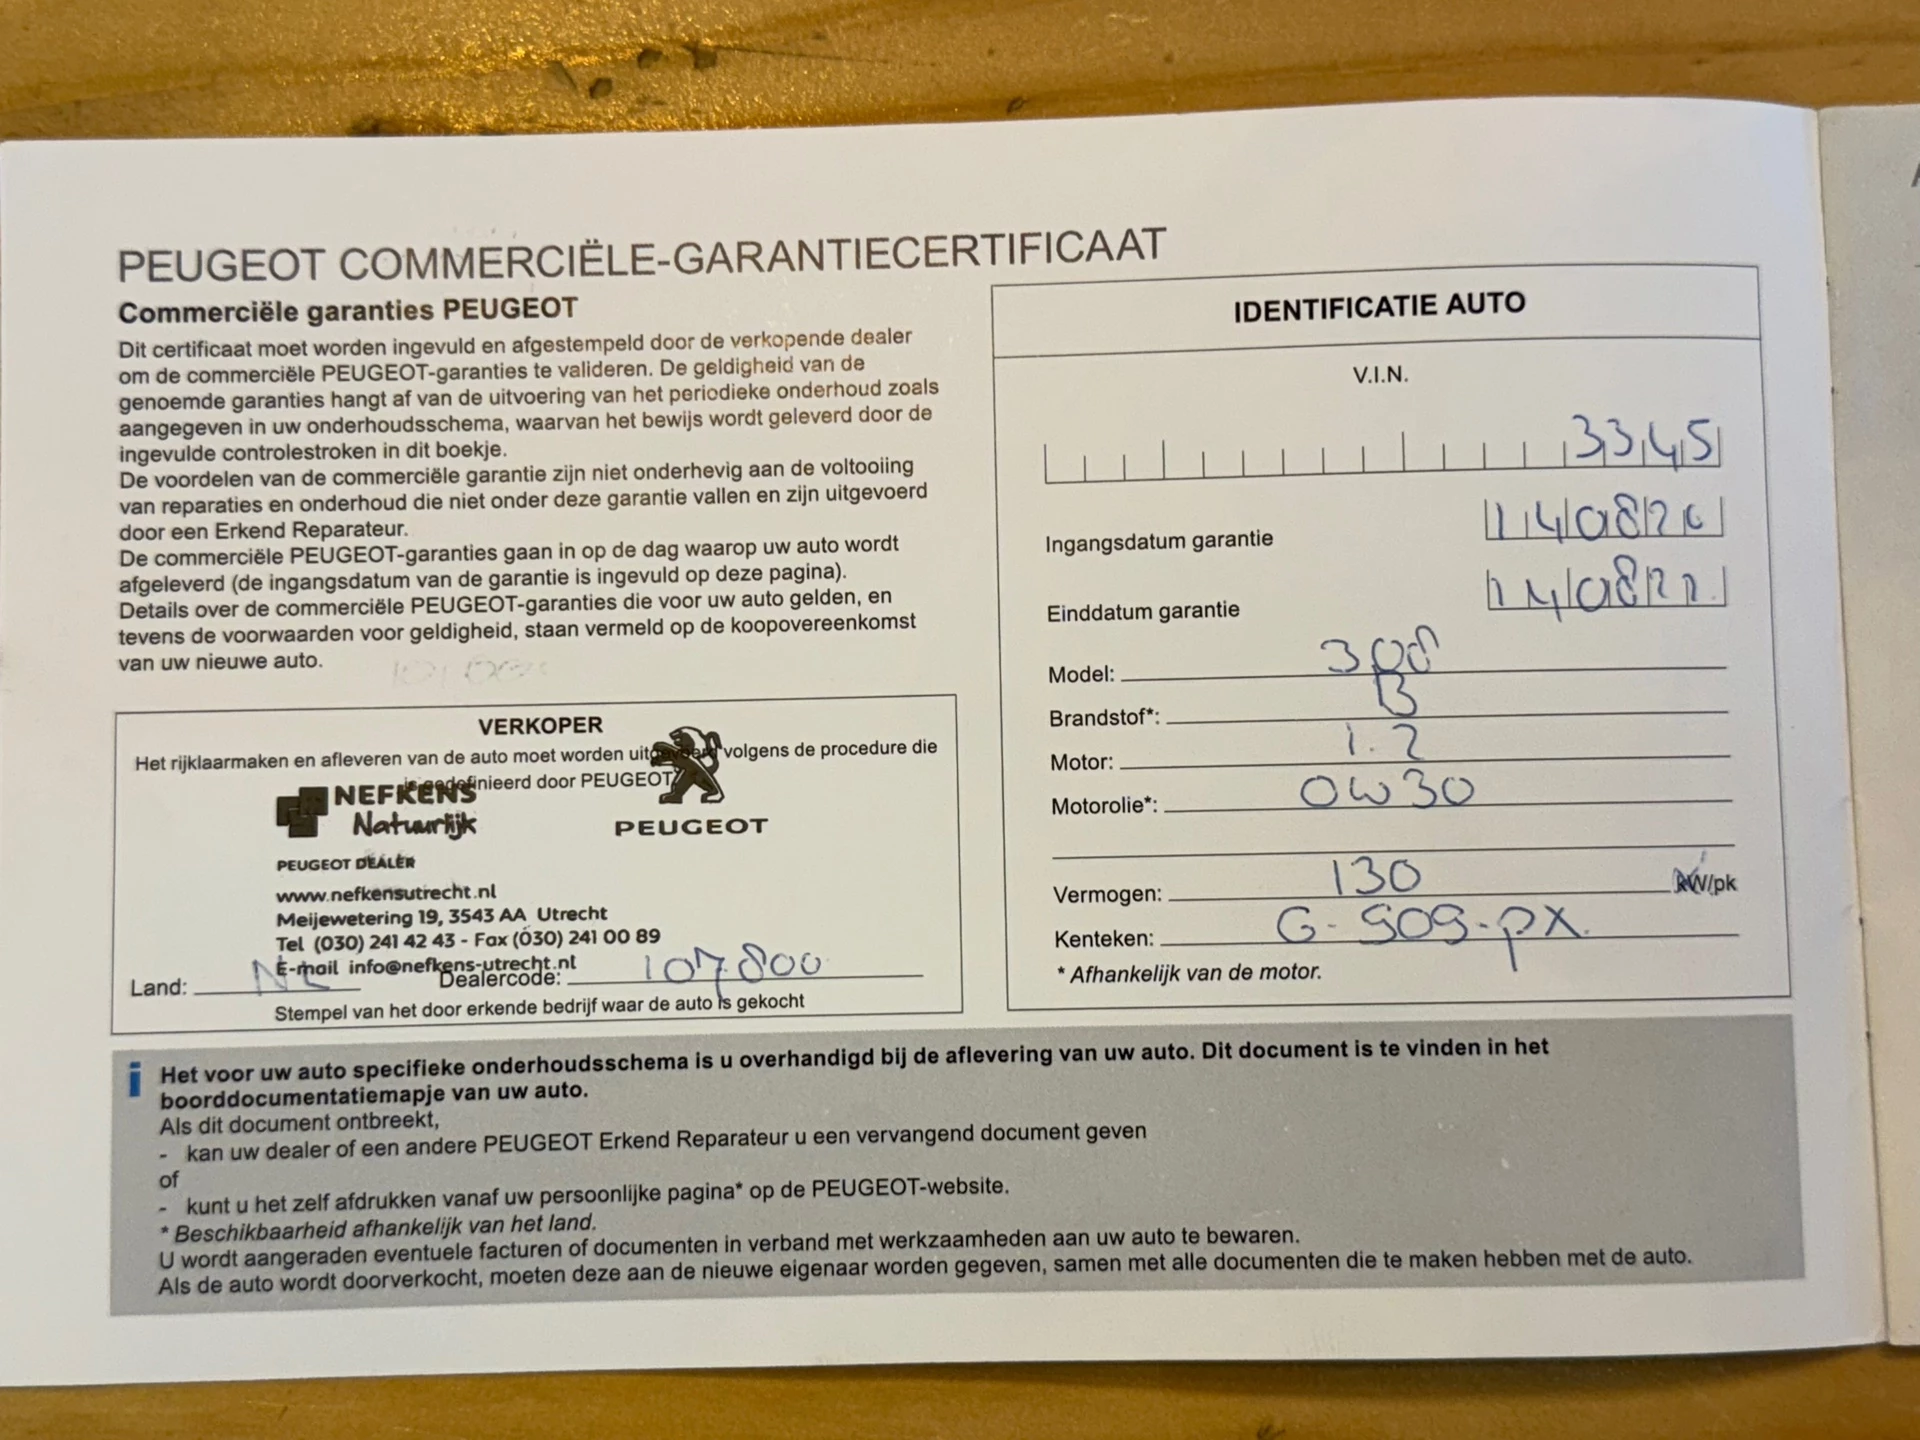 PEUGEOT COMMERCIËLE-GARANTIECERTIFICAAT
Commerciële garanties PEUGEOT
Dit certificaat moet worden ingevuld en afgestempeld door de verkopende dealer
om de commerciële PEUGEOT-garanties te valideren. De geldigheid van de
genoemde garanties hangt af van de uitvoering van het periodieke onderhoud zoals
aangegeven in uw onderhoudsschema, waarvan het bewijs wordt geleverd door de
ingevulde controlestroken in dit boekje.
De voordelen van de commerciële garantie zijn niet onderhevig aan de voltooiing
van reparaties en onderhoud die niet onder deze garantie vallen en zijn uitgevoerd
door een Erkend Reparateur.
De commerciële PEUGEOT-garanties gaan in op de dag waarop uw auto wordt
afgeleverd (de ingangsdatum van de garantie is ingevuld op deze pagina).
Details over de commerciële PEUGEOT-garanties die voor uw auto gelden, en
tevens de voorwaarden voor geldigheid, staan vermeld op de koopovereenkomst
van uw nieuwe auto.
VERKOPER
Het rijklaarmaken en afleveren van de auto moet worden uitgevoerd volgens de procedure die
is gedefinieerd door PEUGEOT
NEFKENS
Natuurlijk
PEUGEOT
PEUGEOT DEALER
www.nefkensutrecht.nl
Meijewetering 19, 3543 AA Utrecht
Tel (030) 241 42 43 - Fax (030) 241 00 89
E-mail info@nefkens-utrecht.nl
Land: NL Dealercode: 107800
Stempel van het door erkende bedrijf waar de auto is gekocht
IDENTIFICATIE AUTO
V.I.N.
3345
Ingangsdatum garantie 140820
Einddatum garantie 140822
Model: 308
Brandstof*: B
Motor: 1.2
Motorolie*: 0W30
Vermogen: 130 kW/pk
Kenteken: G-909-PX
* Afhankelijk van de motor.
i
Het voor uw auto specifieke onderhoudsschema is u overhandigd bij de aflevering van uw auto. Dit document is te vinden in het
boorddocumentatiemapje van uw auto.
Als dit document ontbreekt,
- kan uw dealer of een andere PEUGEOT Erkend Reparateur u een vervangend document geven
of
- kunt u het zelf afdrukken vanaf uw persoonlijke pagina* op de PEUGEOT-website.
* Beschikbaarheid afhankelijk van het land.
U wordt aangeraden eventuele facturen of documenten in verband met werkzaamheden aan uw auto te bewaren.
Als de auto wordt doorverkocht, moeten deze aan de nieuwe eigenaar worden gegeven, samen met alle documenten die te maken hebben met de auto.